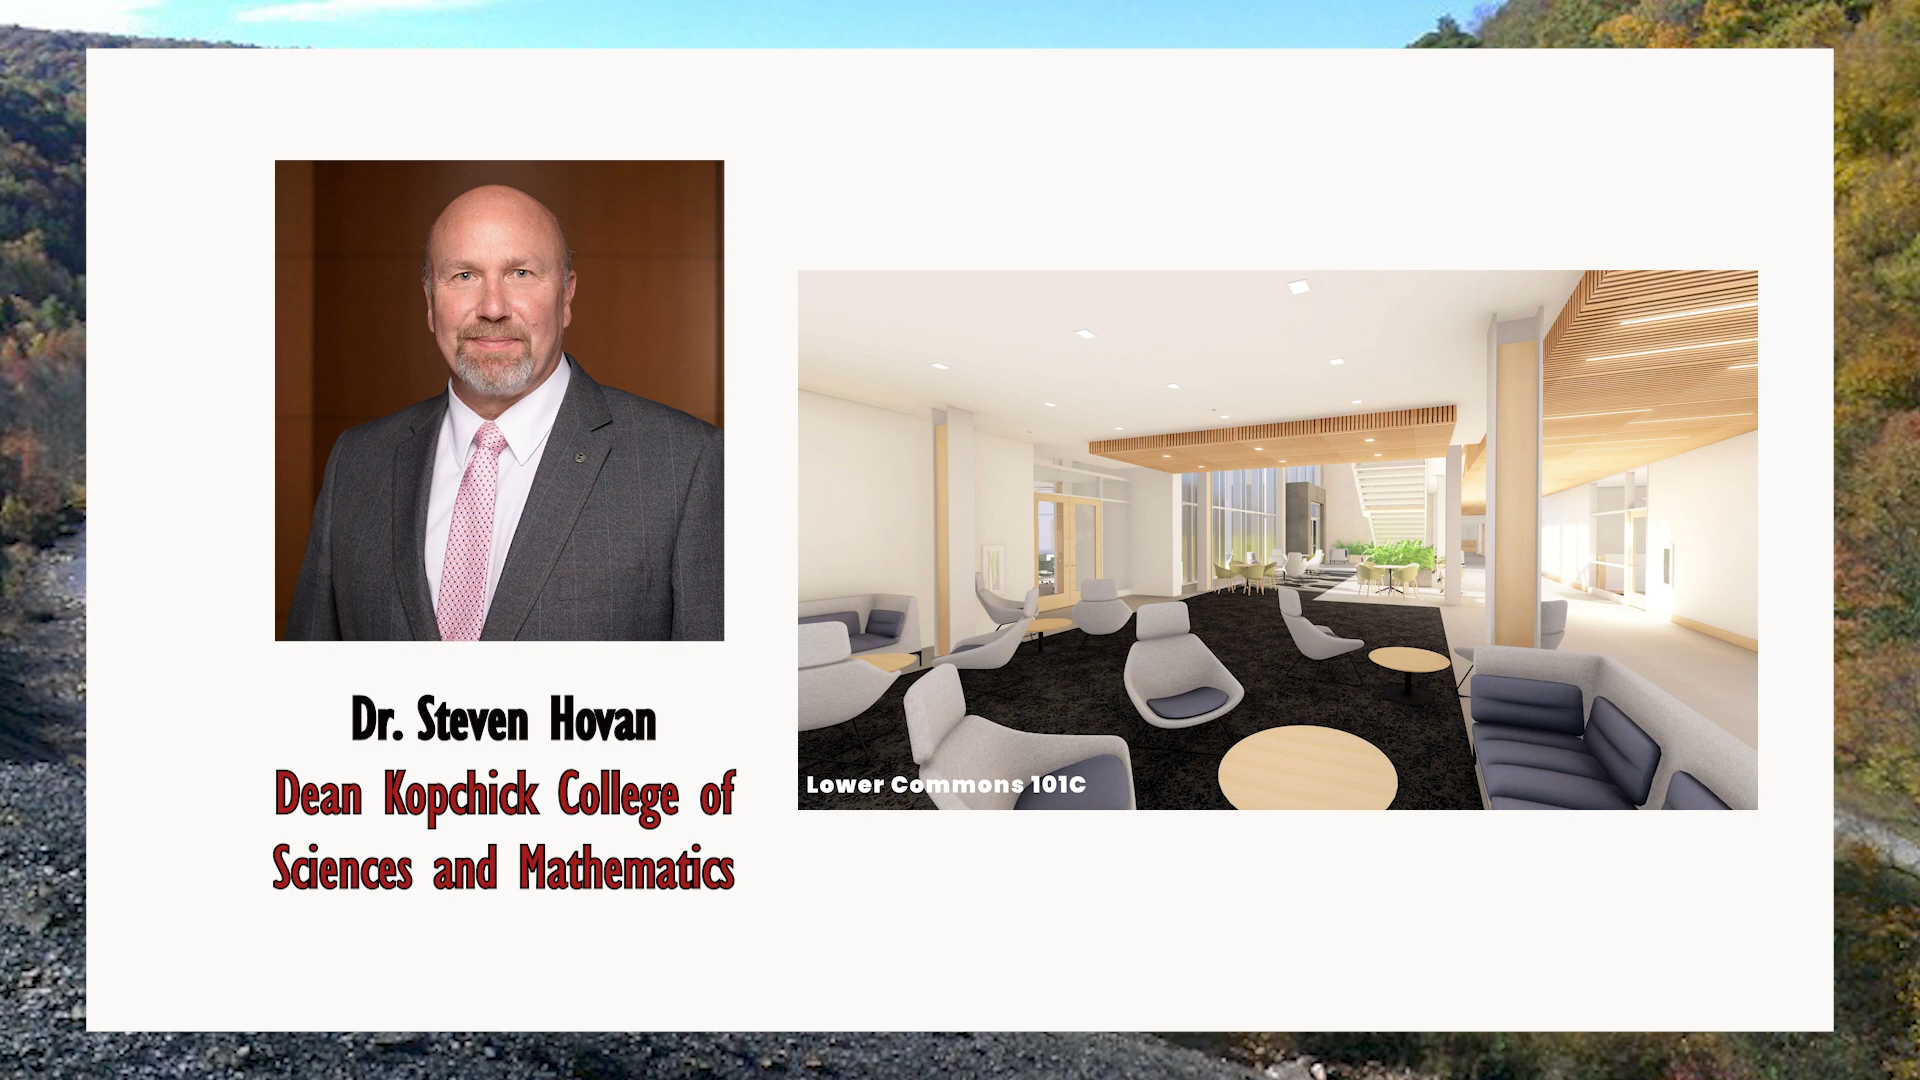 Dr. Steven Hovan
Dean Kopchick College of
Sciences and Mathematics
Lower Commons 101C